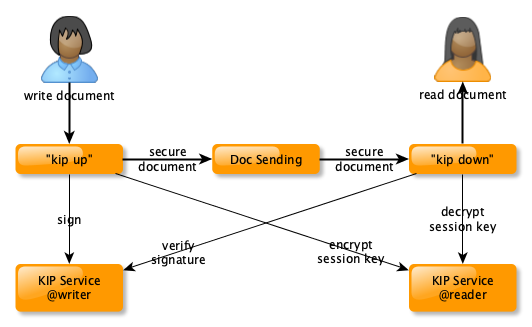 write document
read document
"kip up"
secure
document
Doc Sending
secure
document
"kip down"
sign
decrypt
session key
verify
signature
encrypt
session key
KIP Service
@writer
KIP Service
@reader